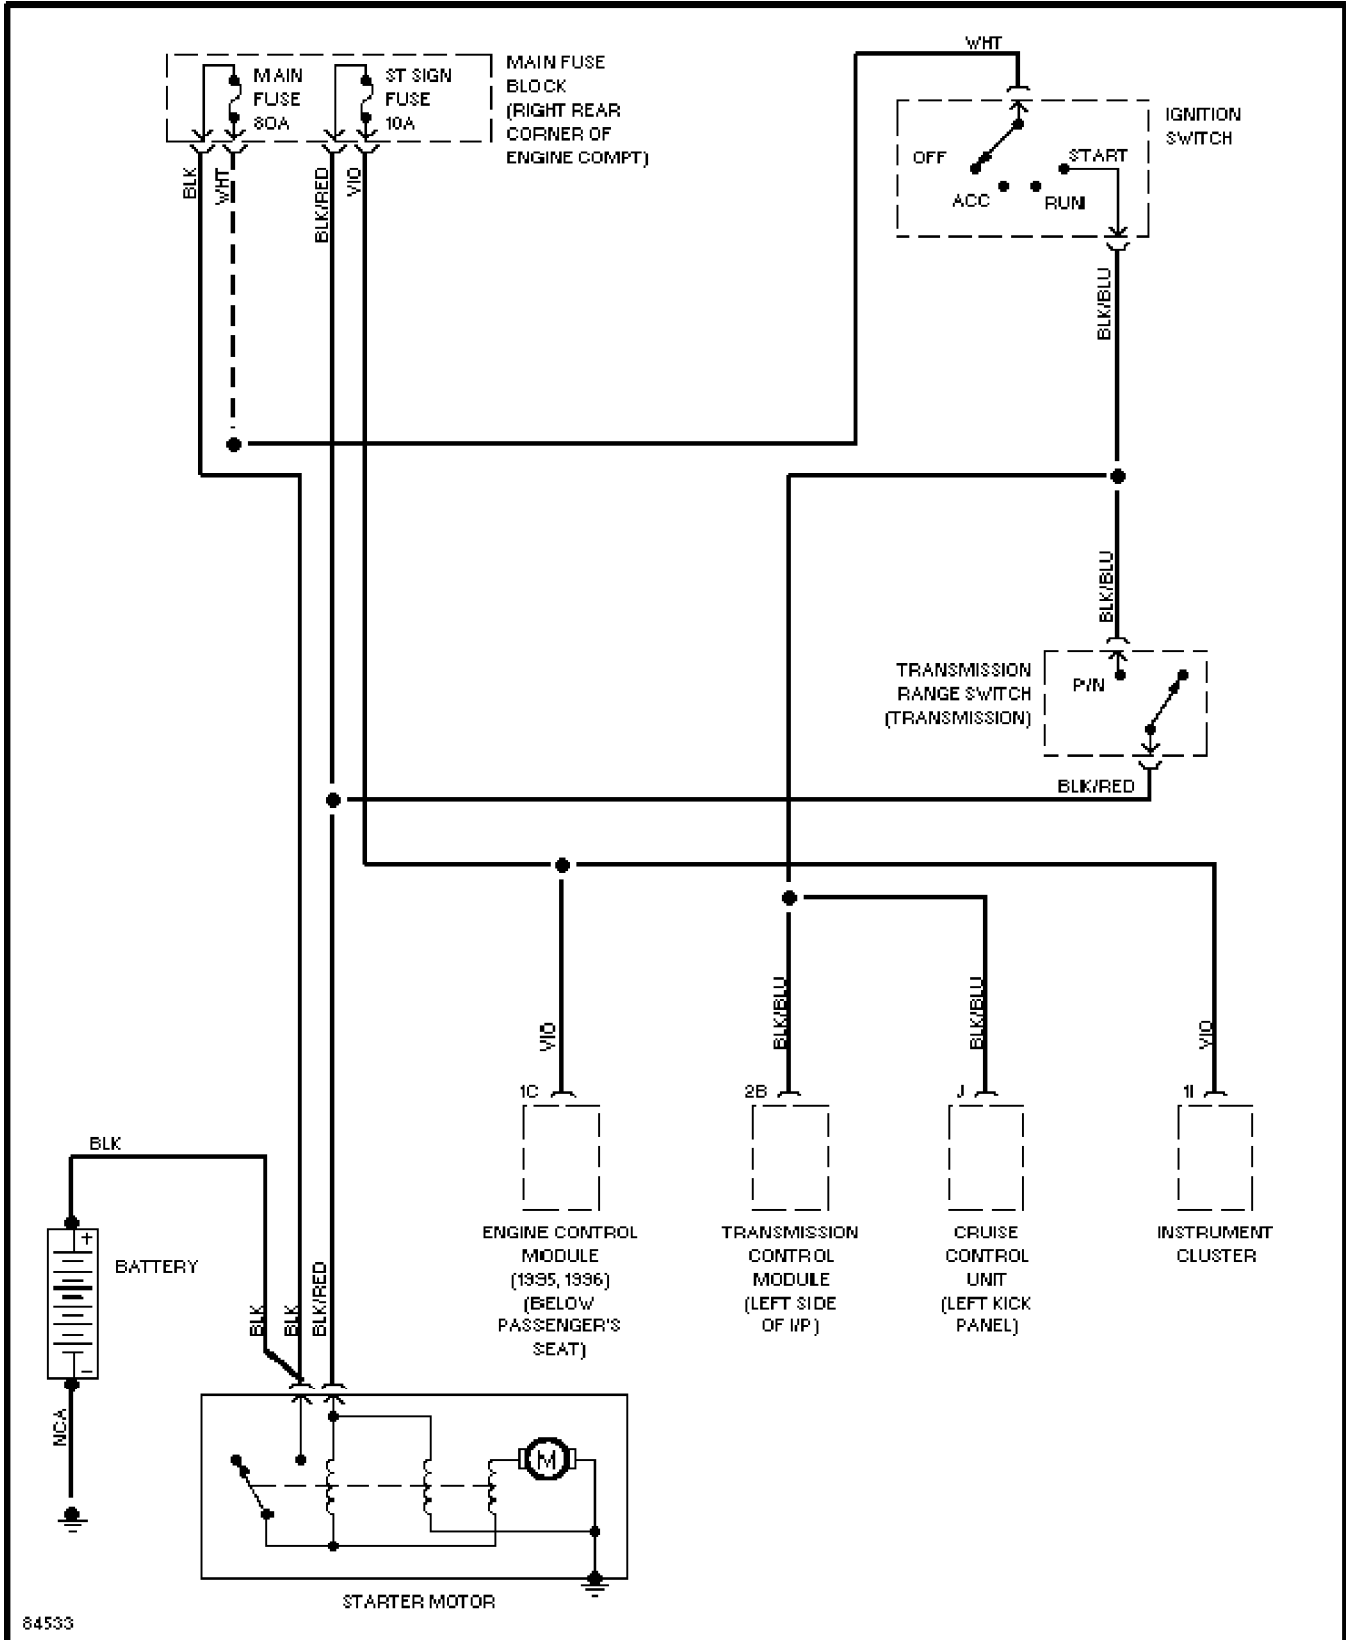 WHT
MAIN
FUSE
80A
ST SIGN
FUSE
10A
MAIN FUSE
BLOCK
(RIGHT REAR
CORNER OF
ENGINE COMPT)
IGNITION
SWITCH
OFF
START
ACC
RUN
BLK
WHT
BLK/RED
VIO
BLK/BLU
BLK/BLU
TRANSMISSION
RANGE SWITCH
(TRANSMISSION)
P/N
BLK/RED
VIO
BLK/BLU
BLK/BLU
VIO
1C
2B
J
1I
ENGINE CONTROL
MODULE
(1995, 1996)
(BELOW
PASSENGER'S
SEAT)
TRANSMISSION
CONTROL
MODULE
(LEFT SIDE
OF I/P)
CRUISE
CONTROL
UNIT
(LEFT KICK
PANEL)
INSTRUMENT
CLUSTER
BLK
+
BATTERY
-
BLK
BLK
BLK/RED
NCA
M
STARTER MOTOR
84533